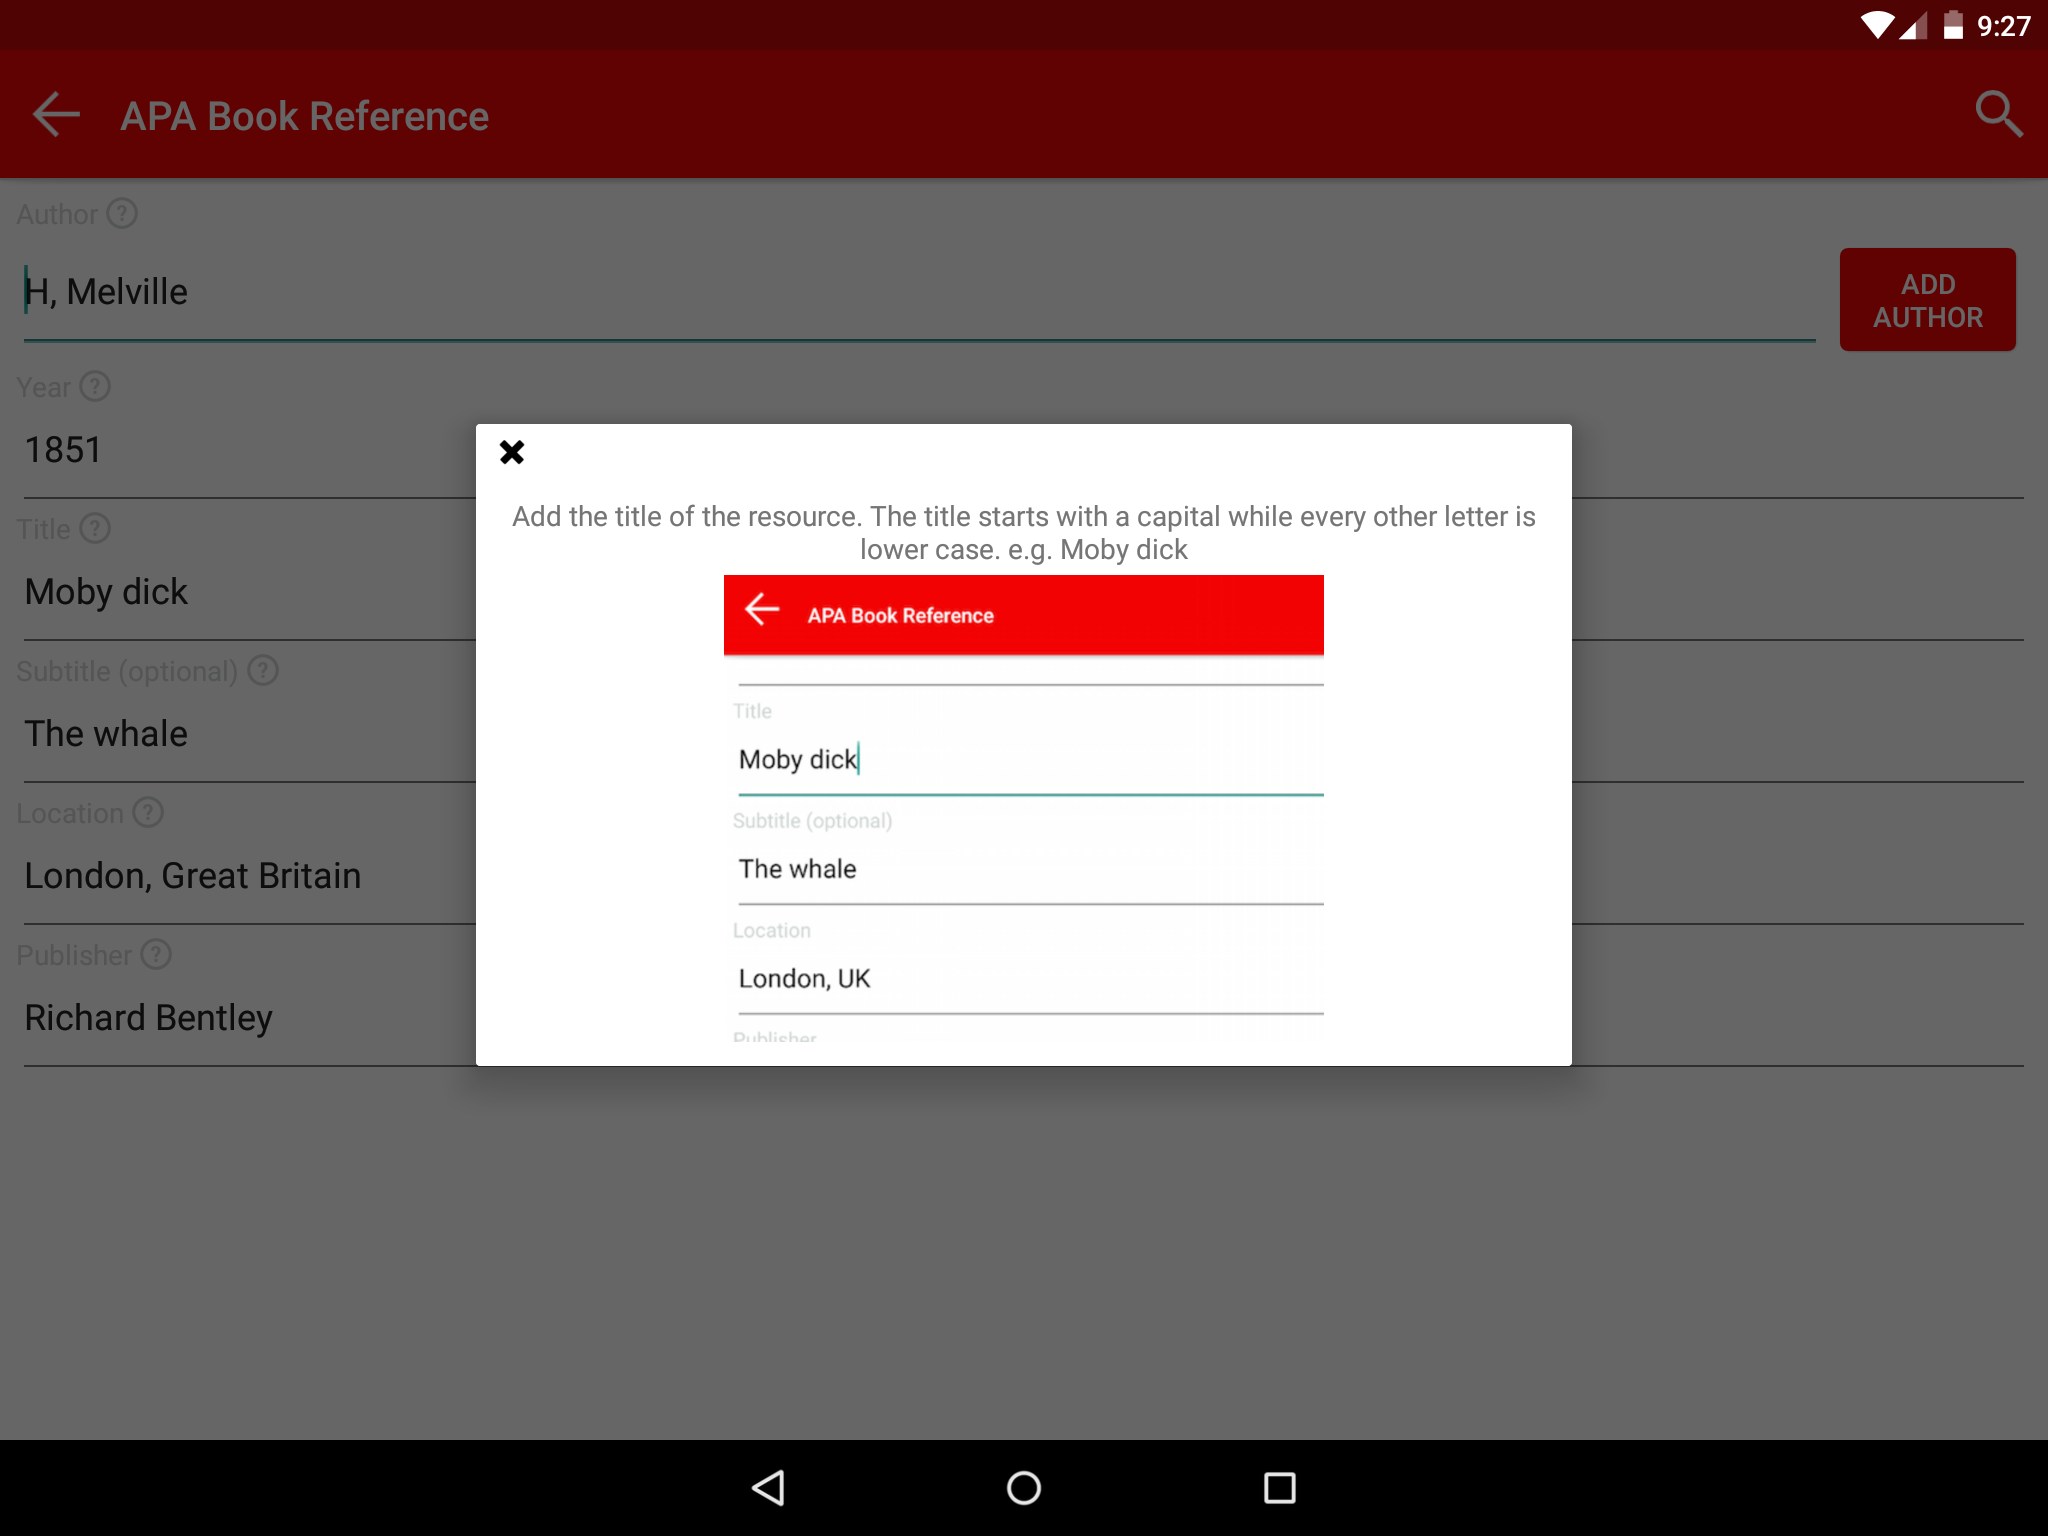 9:27
APA Book Reference
Author ?
H, Melville
ADD
AUTHOR
Year ?
1851
Title ?
Moby dick
Subtitle (optional) ?
The whale
Location ?
London, Great Britain
Publisher ?
Richard Bentley
Add the title of the resource. The title starts with a capital while every other letter is
lower case. e.g. Moby dick
APA Book Reference
Title
Moby dick
Subtitle (optional)
The whale
Location
London, UK
Publisher